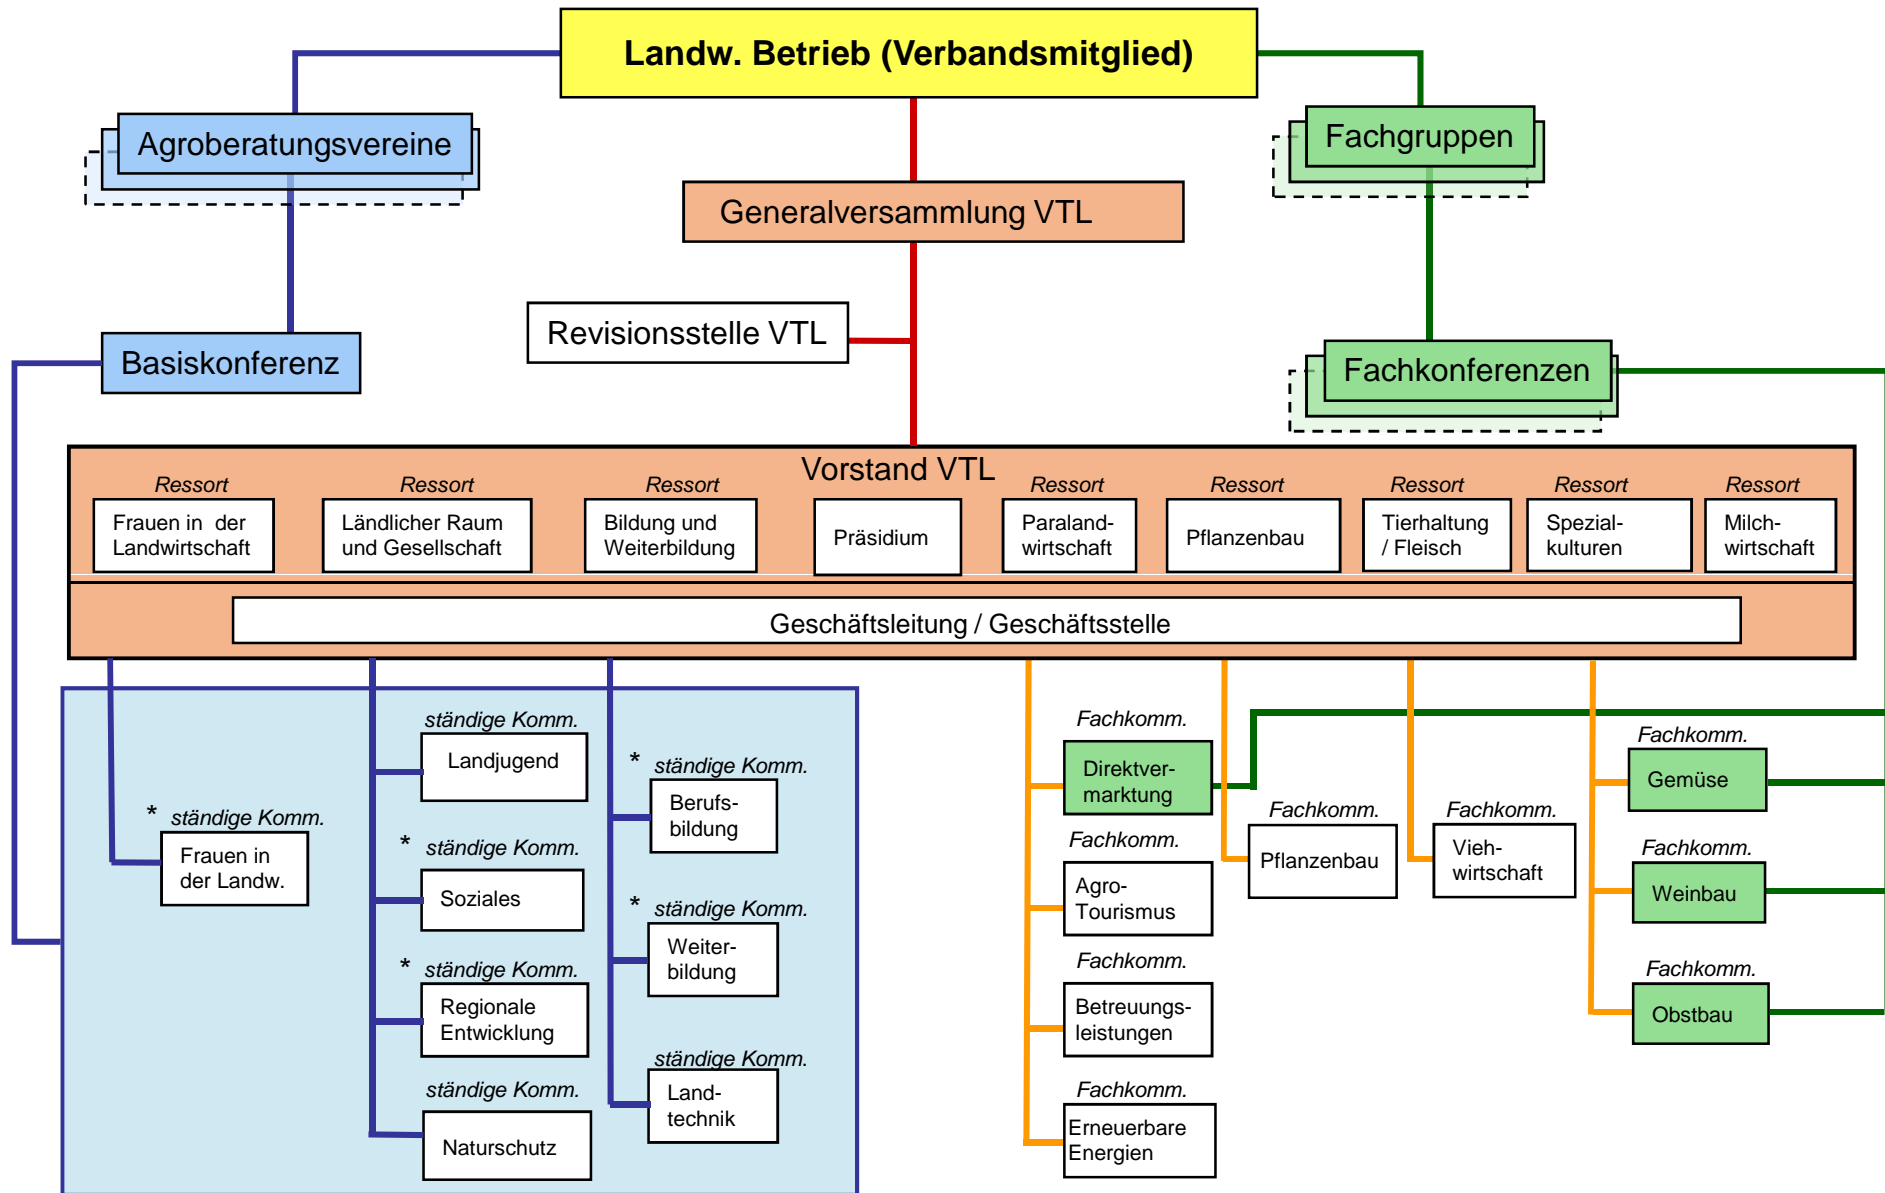 Landw. Betrieb (Verbandsmitglied)
Agroberatungsvereine
Fachgruppen
Generalversammlung VTL
Revisionsstelle VTL
Basiskonferenz
Fachkonferenzen
Vorstand VTL
Ressort
Frauen in der
Landwirtschaft
Ressort
Ländlicher Raum
und Gesellschaft
Ressort
Bildung und
Weiterbildung
Präsidium
Ressort
Paraland-
wirtschaft
Ressort
Pflanzenbau
Ressort
Tierhaltung
/ Fleisch
Ressort
Spezial-
kulturen
Ressort
Milch-
wirtschaft
Geschäftsleitung / Geschäftsstelle
* ständige Komm.
Frauen in
der Landw.
ständige Komm.
Landjugend
* ständige Komm.
Soziales
* ständige Komm.
Regionale
Entwicklung
ständige Komm.
Naturschutz
* ständige Komm.
Berufs-
bildung
* ständige Komm.
Weiter-
bildung
ständige Komm.
Land-
technik
Fachkomm.
Direktver-
marktung
Fachkomm.
Agro-
Tourismus
Fachkomm.
Betreuungs-
leistungen
Fachkomm.
Erneuerbare
Energien
Fachkomm.
Pflanzenbau
Fachkomm.
Vieh-
wirtschaft
Fachkomm.
Gemüse
Fachkomm.
Weinbau
Fachkomm.
Obstbau